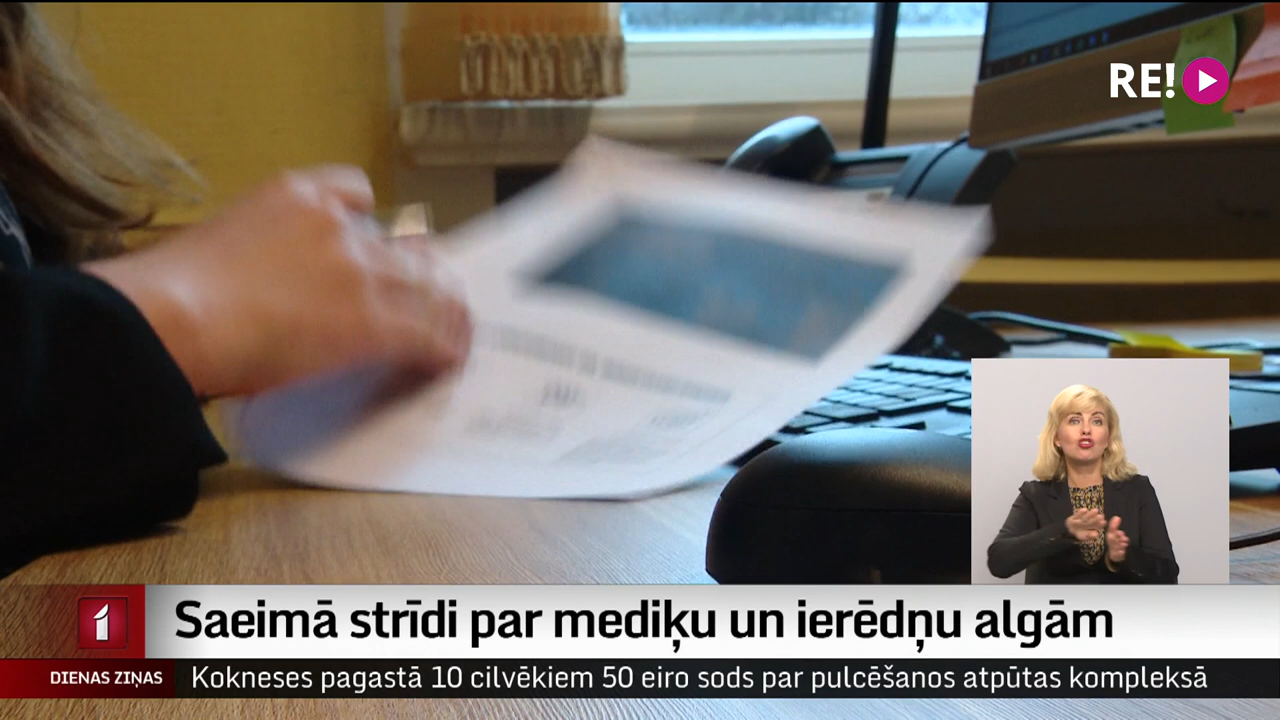 RE!
1
Saeimā strīdi par mediķu un ierēdņu algām
DIENAS ZIŅAS
Kokneses pagastā 10 cilvēkiem 50 eiro sods par pulcēšanos atpūtas kompleksā